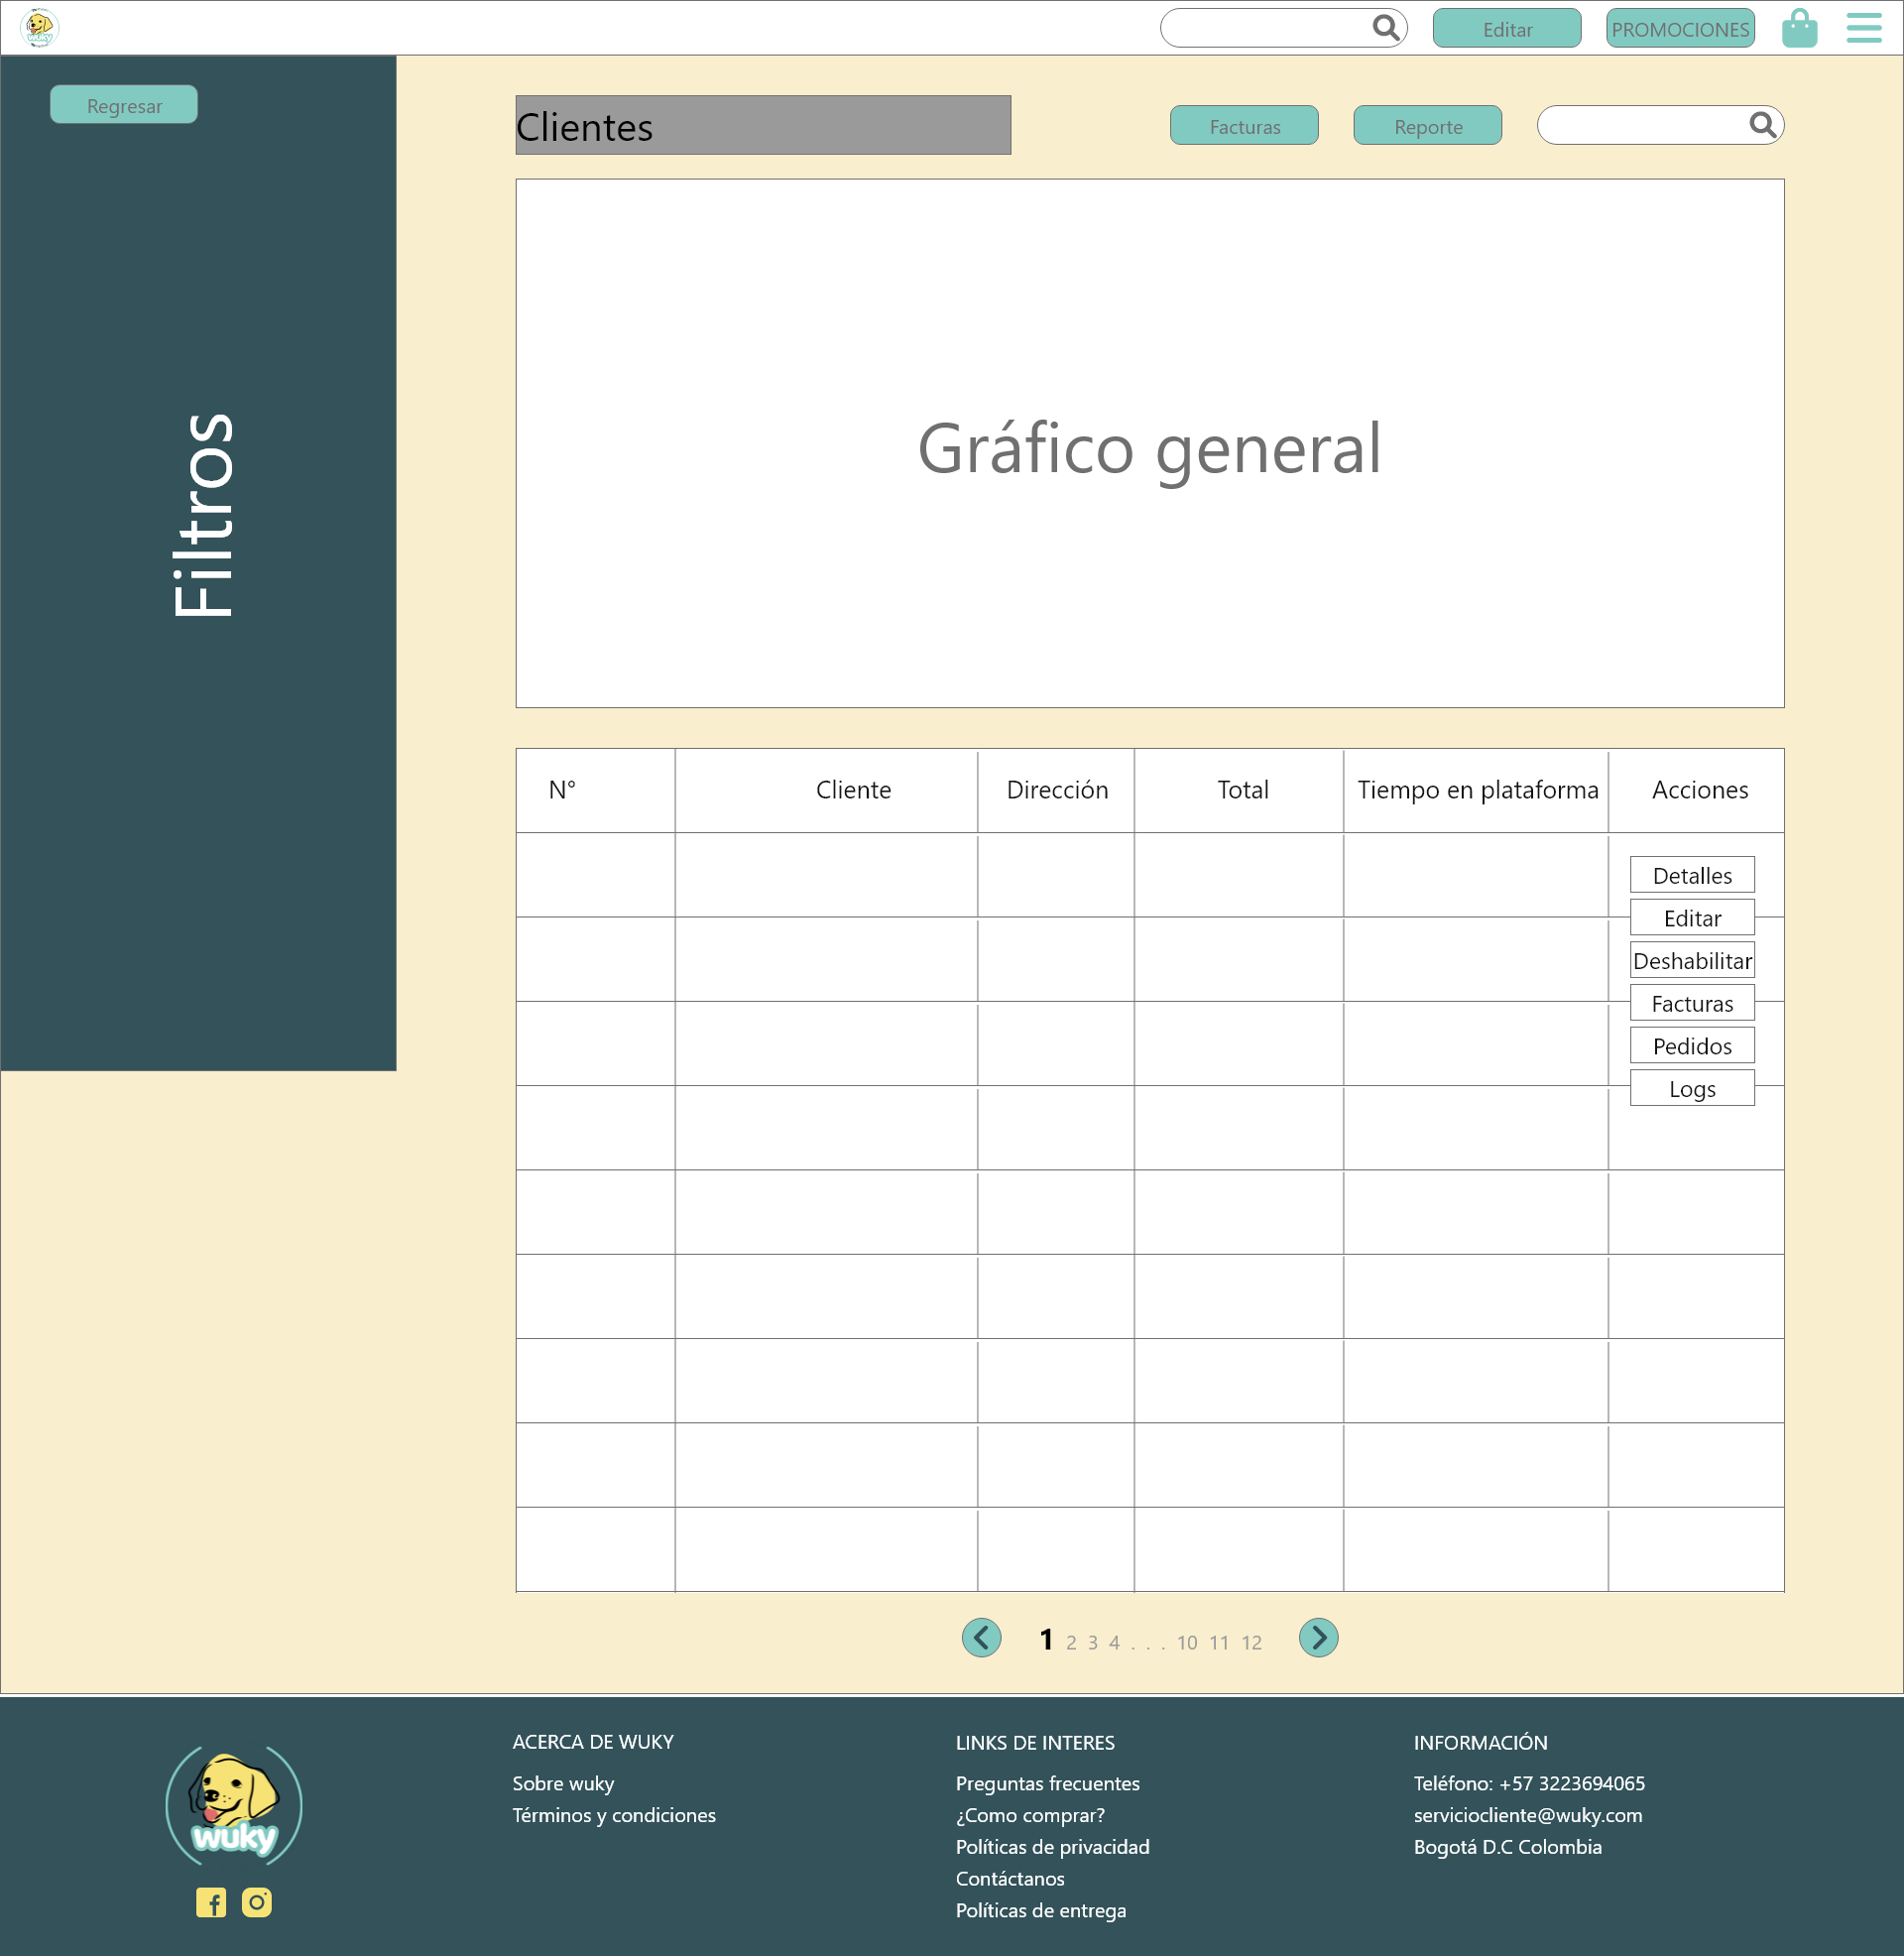 wuky
Editar
PROMOCIONES
Regresar
Clientes
Facturas
Reporte
Filtros
Gráfico general
N° Cliente Dirección Total Tiempo en plataforma Acciones
Detalles
Editar
Deshabilitar
Facturas
Pedidos
Logs
1 2 3 4 . . . 10 11 12
wuky
ACERCA DE WUKY
Sobre wuky
Términos y condiciones
LINKS DE INTERES
Preguntas frecuentes
¿Como comprar?
Políticas de privacidad
Contáctanos
Políticas de entrega
INFORMACIÓN
Teléfono: +57 3223694065
serviciocliente@wuky.com
Bogotá D.C Colombia